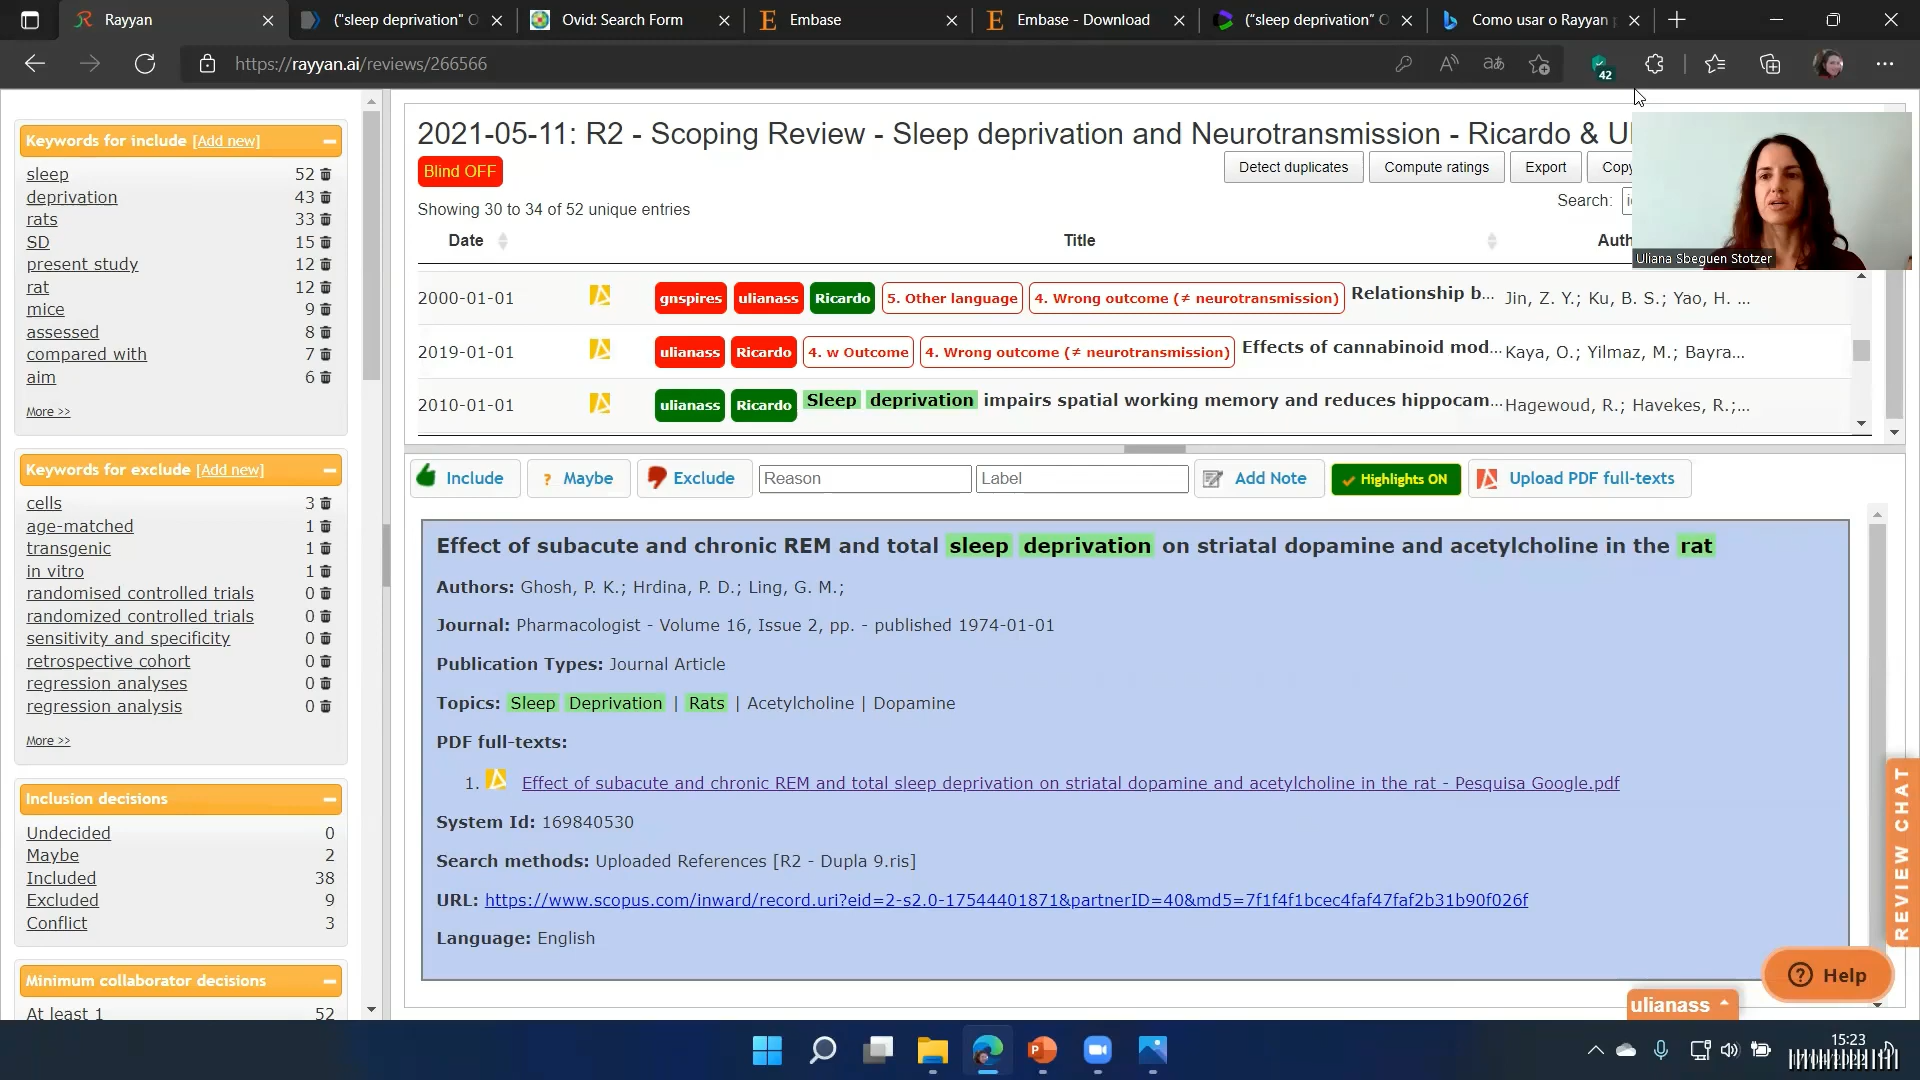 Rayyan
("sleep deprivation" O
Ovid: Search Form
Embase
Embase - Download
("sleep deprivation" O
Como usar o Rayyan p
https://rayyan.ai/reviews/266566
42
Keywords for include [Add new]
sleep 52
deprivation 43
rats 33
SD 15
present study 12
rat 12
mice 9
assessed 8
compared with 7
aim 6
More >>
Keywords for exclude [Add new]
cells 3
age-matched 1
transgenic 1
in vitro 1
randomised controlled trials 0
randomized controlled trials 0
sensitivity and specificity 0
retrospective cohort 0
regression analyses 0
regression analysis 0
More >>
Inclusion decisions
Undecided 0
Maybe 2
Included 38
Excluded 9
Conflict 3
Minimum collaborator decisions
At least 1 52
2021-05-11: R2 - Scoping Review - Sleep deprivation and Neurotransmission - Ricardo & Ul
Blind OFF
Detect duplicates
Compute ratings
Export
Copy
Showing 30 to 34 of 52 unique entries
Search:
Date Title Auth
2000-01-01 gnspires ulianass Ricardo 5. Other language 4. Wrong outcome (≠ neurotransmission) Relationship b... Jin, Z. Y.; Ku, B. S.; Yao, H. ...
2019-01-01 ulianass Ricardo 4. w Outcome 4. Wrong outcome (≠ neurotransmission) Effects of cannabinoid mod... Kaya, O.; Yilmaz, M.; Bayra...
2010-01-01 ulianass Ricardo Sleep deprivation impairs spatial working memory and reduces hippocam... Hagewoud, R.; Havekes, R.;...
Uliana Sbeguen Stotzer
Include
? Maybe
Exclude
Reason
Label
Add Note
Highlights ON
Upload PDF full-texts
Effect of subacute and chronic REM and total sleep deprivation on striatal dopamine and acetylcholine in the rat
Authors: Ghosh, P. K.; Hrdina, P. D.; Ling, G. M.;
Journal: Pharmacologist - Volume 16, Issue 2, pp. - published 1974-01-01
Publication Types: Journal Article
Topics: Sleep Deprivation | Rats | Acetylcholine | Dopamine
PDF full-texts:
1. Effect of subacute and chronic REM and total sleep deprivation on striatal dopamine and acetylcholine in the rat - Pesquisa Google.pdf
System Id: 169840530
Search methods: Uploaded References [R2 - Dupla 9.ris]
URL: https://www.scopus.com/inward/record.uri?eid=2-s2.0-17544401871&partnerID=40&md5=7f1f4f1bcec4faf47faf2b31b90f026f
Language: English
REVIEW CHAT
Help
ulianass
15:23